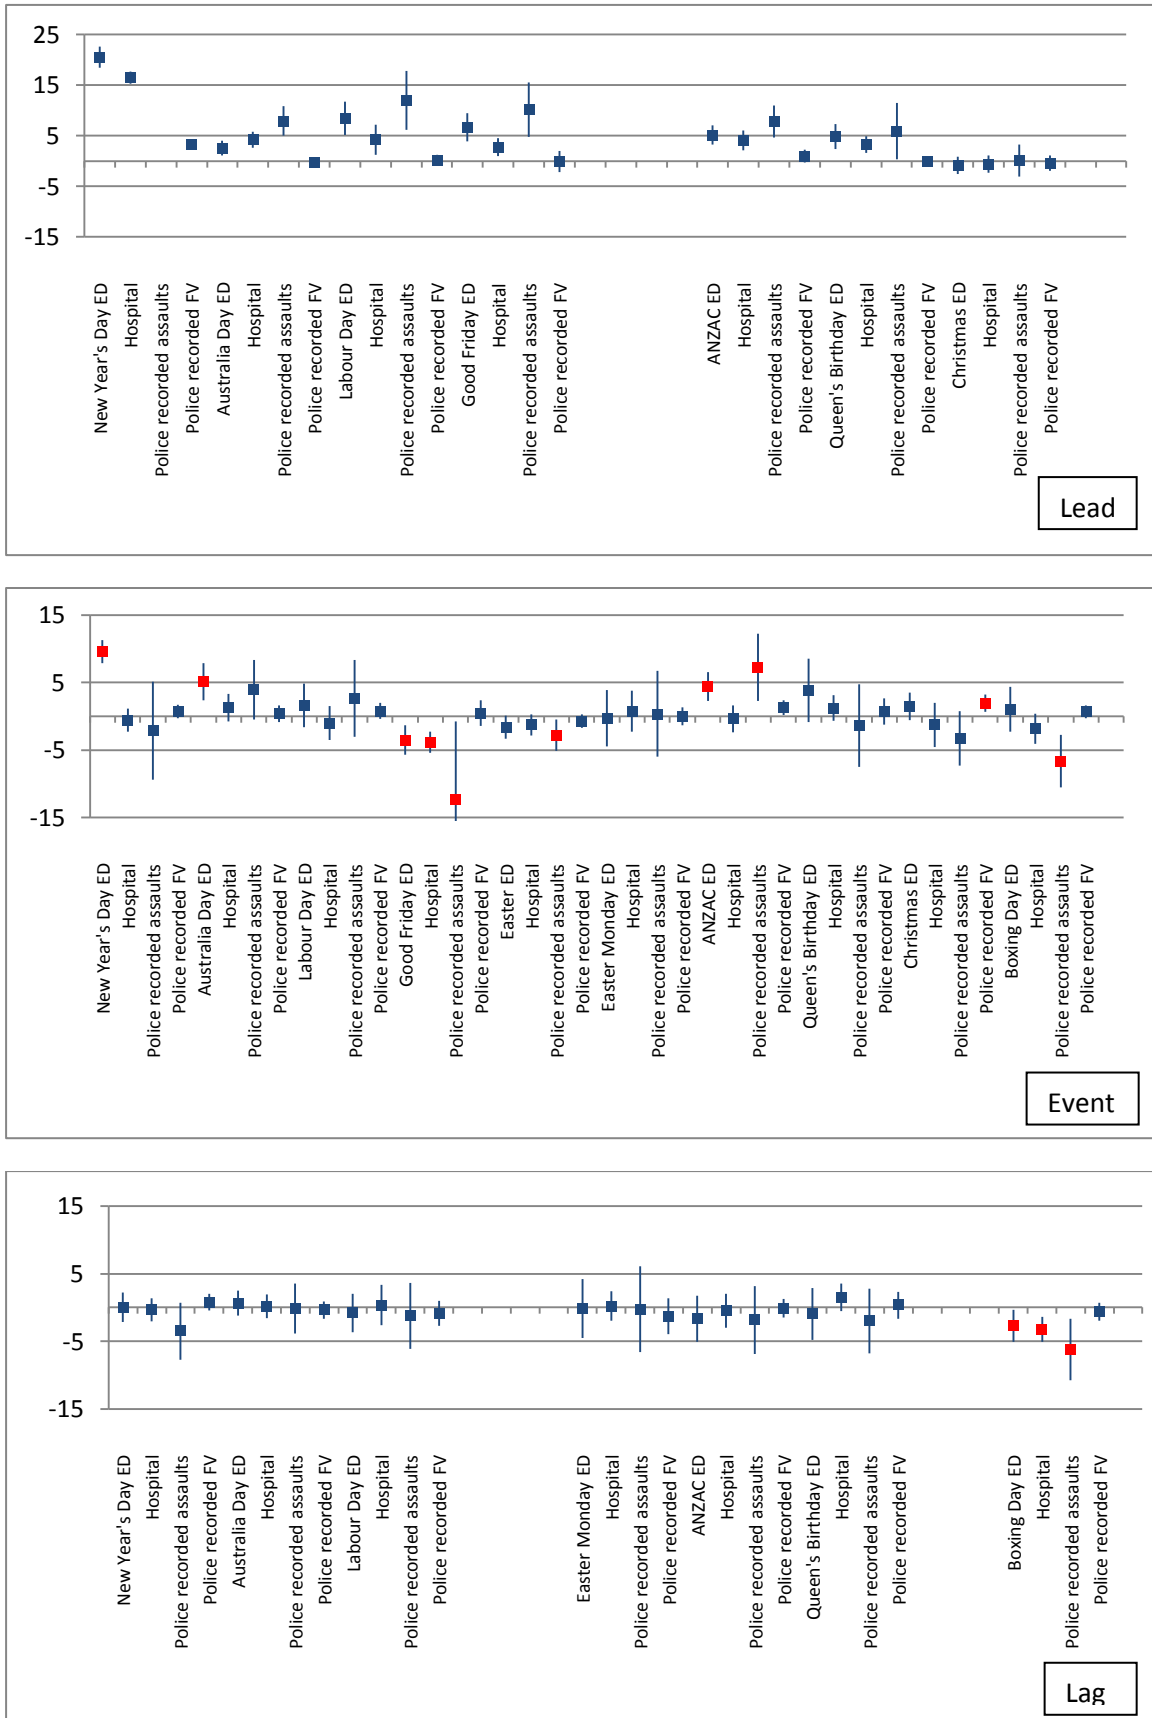 25
15
5
-5
-15
New Year's Day ED
Hospital
Police recorded assaults
Police recorded FV
Australia Day ED
Hospital
Police recorded assaults
Police recorded FV
Labour Day ED
Hospital
Police recorded assaults
Police recorded FV
Good Friday ED
Hospital
Police recorded assaults
Police recorded FV
ANZAC ED
Hospital
Police recorded assaults
Police recorded FV
Queen's Birthday ED
Hospital
Police recorded assaults
Police recorded FV
Christmas ED
Hospital
Police recorded assaults
Police recorded FV
Lead
15
5
-5
-15
New Year's Day ED
Hospital
Police recorded assaults
Police recorded FV
Australia Day ED
Hospital
Police recorded assaults
Police recorded FV
Labour Day ED
Hospital
Police recorded assaults
Police recorded FV
Good Friday ED
Hospital
Police recorded assaults
Police recorded FV
Easter ED
Hospital
Police recorded assaults
Police recorded FV
Easter Monday ED
Hospital
Police recorded assaults
Police recorded FV
ANZAC ED
Hospital
Police recorded assaults
Police recorded FV
Queen's Birthday ED
Hospital
Police recorded assaults
Police recorded FV
Christmas ED
Hospital
Police recorded assaults
Police recorded FV
Boxing Day ED
Hospital
Police recorded assaults
Police recorded FV
Event
15
5
-5
-15
New Year's Day ED
Hospital
Police recorded assaults
Police recorded FV
Australia Day ED
Hospital
Police recorded assaults
Police recorded FV
Labour Day ED
Hospital
Police recorded assaults
Police recorded FV
Easter Monday ED
Hospital
Police recorded assaults
Police recorded FV
ANZAC ED
Hospital
Police recorded assaults
Police recorded FV
Queen's Birthday ED
Hospital
Police recorded assaults
Police recorded FV
Boxing Day ED
Hospital
Police recorded assaults
Police recorded FV
Lag